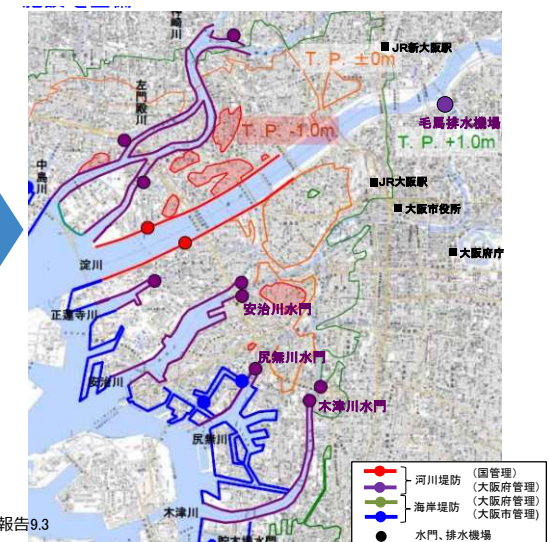 神崎川
T. P. ±0m
■JR新大阪駅
左門殿川
毛馬排水機場
T. P. -1.0m
T. P. +1.0m
中島川
■JR大阪駅
■大阪市役所
■大阪府庁
淀川
正蓮寺川
安治川水門
尻無川水門
安治川
木津川水門
尻無川
木津川
報告9.3
河川堤防
（国管理）
（大阪府管理）
海岸堤防
（大阪府管理）
（大阪市管理)
水門、排水機場